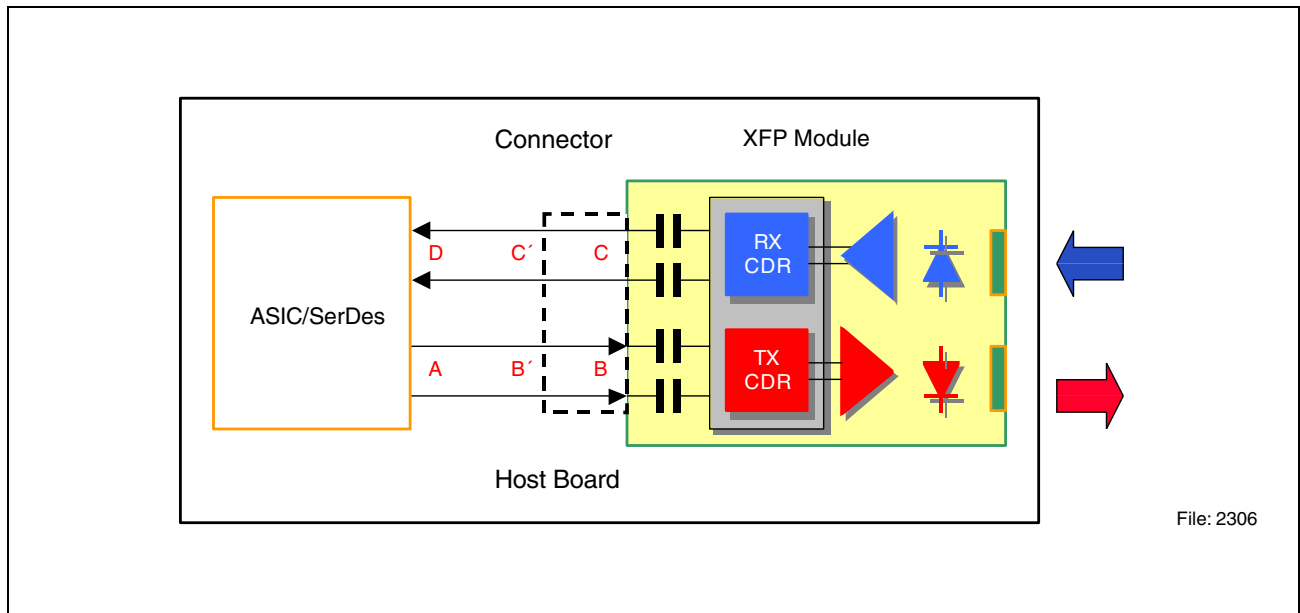 Connector
XFP Module
RX
CDR
D C´ C
ASIC/SerDes
TX
CDR
A B´ B
Host Board
File: 2306